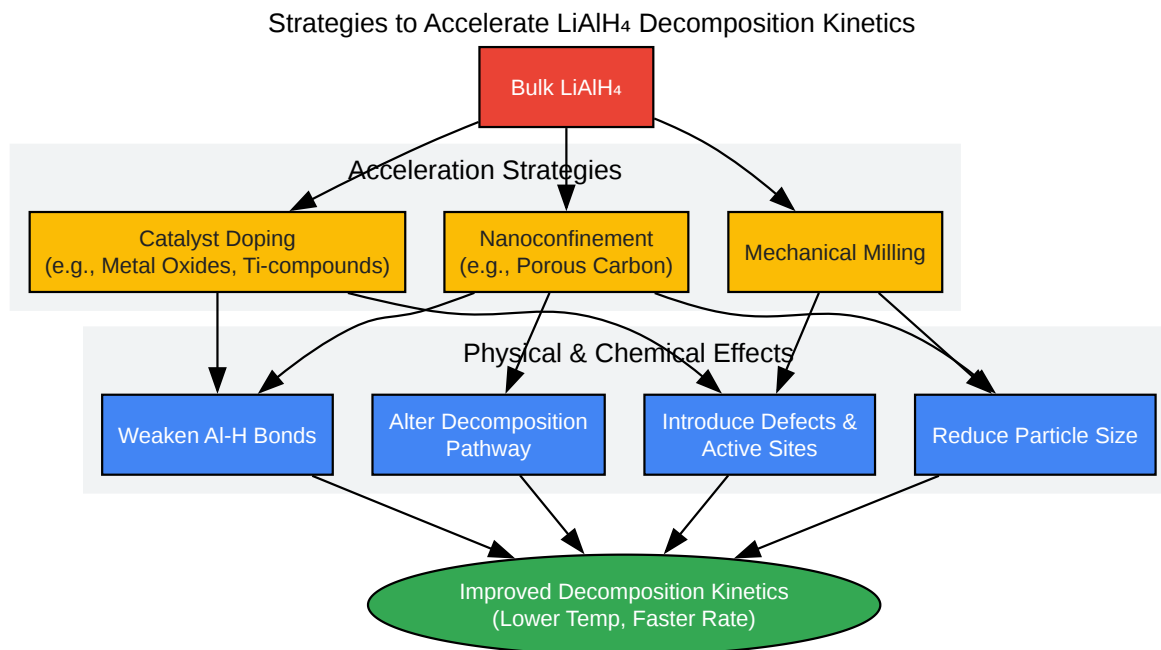 Strategies to Accelerate LiAlH₄ Decomposition Kinetics
Bulk LiAlH₄
Acceleration Strategies
Catalyst Doping
(e.g., Metal Oxides, Ti-compounds)
Nanoconfinement
(e.g., Porous Carbon)
Mechanical Milling
Physical & Chemical Effects
Weaken Al-H Bonds
Alter Decomposition
Pathway
Introduce Defects &
Active Sites
Reduce Particle Size
Improved Decomposition Kinetics
(Lower Temp, Faster Rate)